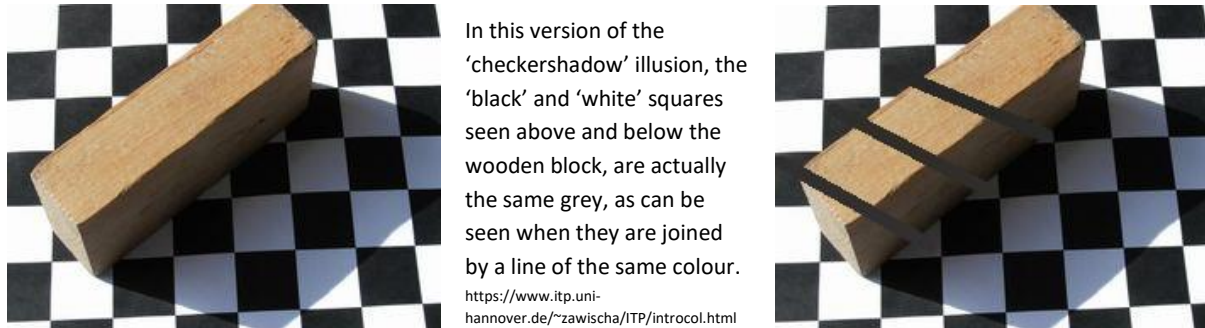 In this version of the
‘checkershadow’ illusion, the
‘black’ and ‘white’ squares
seen above and below the
wooden block, are actually
the same grey, as can be
seen when they are joined
by a line of the same colour.
https://www.itp.uni-
hannover.de/~zawischa/ITP/introcol.html